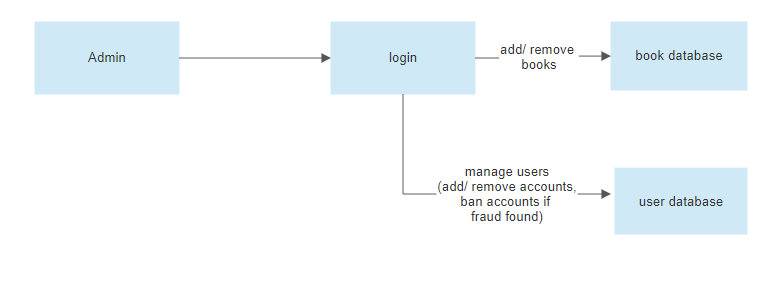 Admin
login
add/ remove
books
book database
manage users
(add/ remove accounts,
ban accounts if
fraud found)
user database